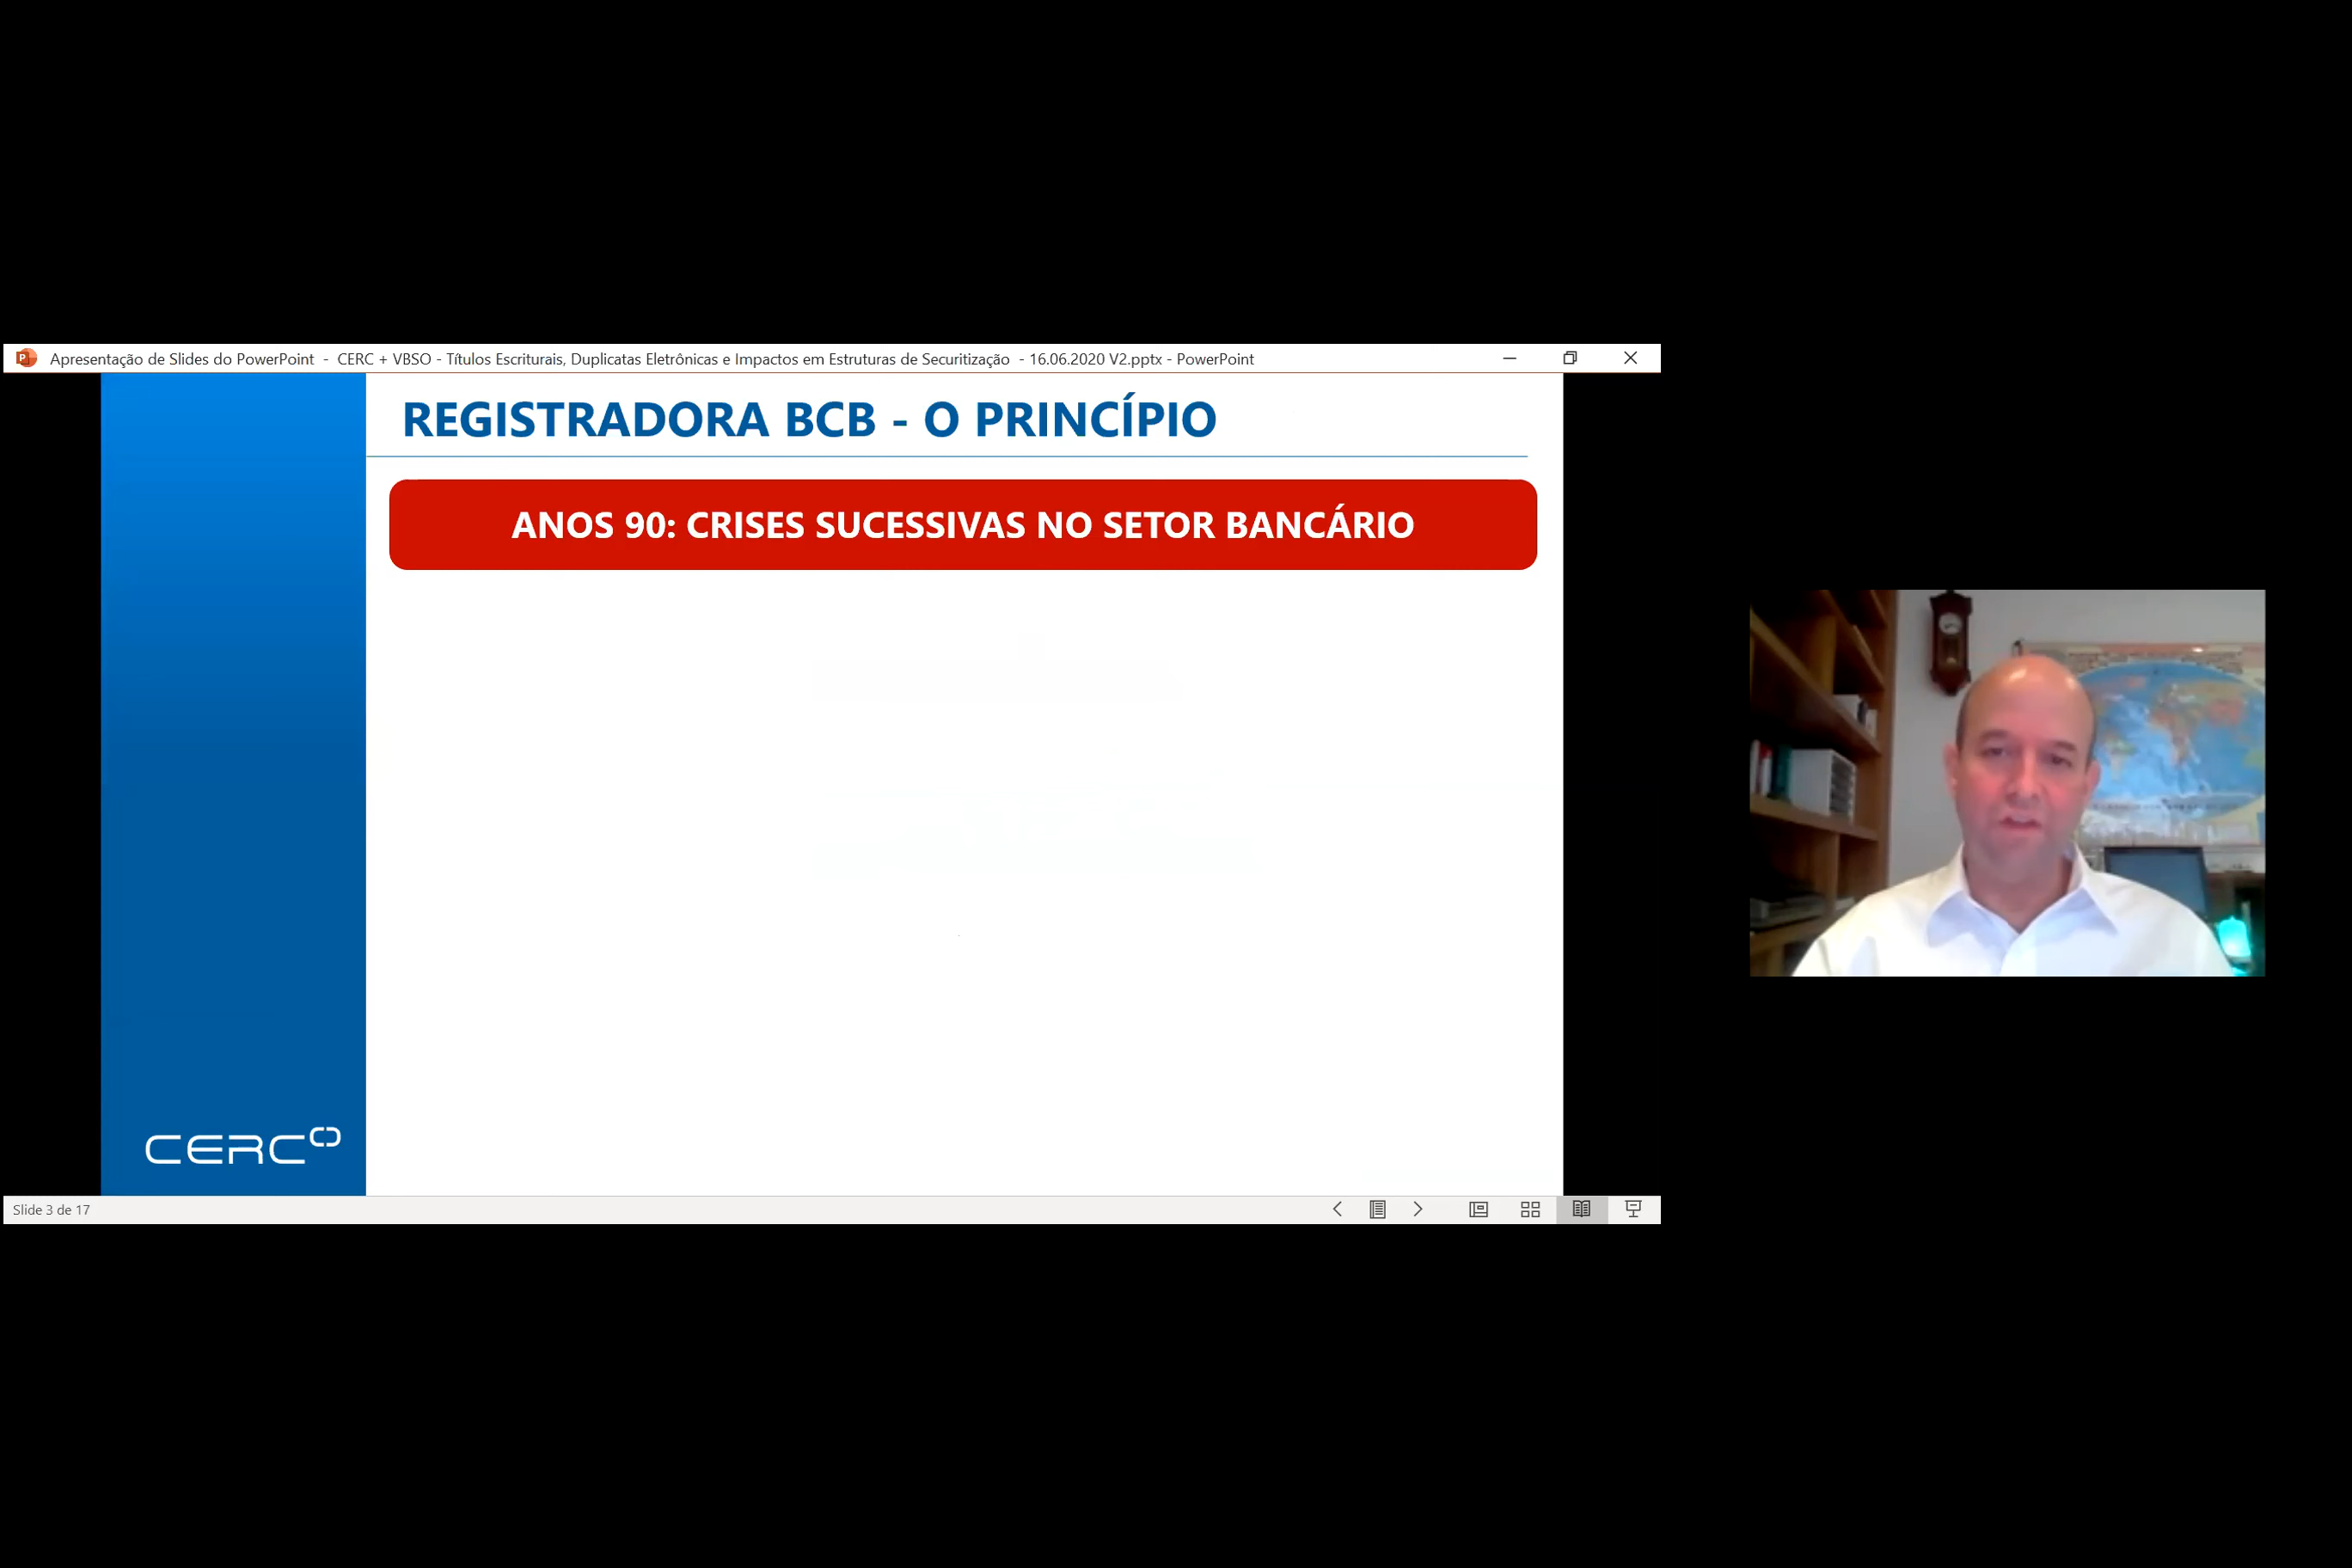 Apresentação de Slides do PowerPoint - CERC + VBSO - Títulos Escriturais, Duplicatas Eletrônicas e Impactos em Estruturas de Securitização - 16.06.2020 V2.pptx - PowerPoint
REGISTRADORA BCB - O PRINCÍPIO
ANOS 90: CRISES SUCESSIVAS NO SETOR BANCÁRIO
CERC
Slide 3 de 17